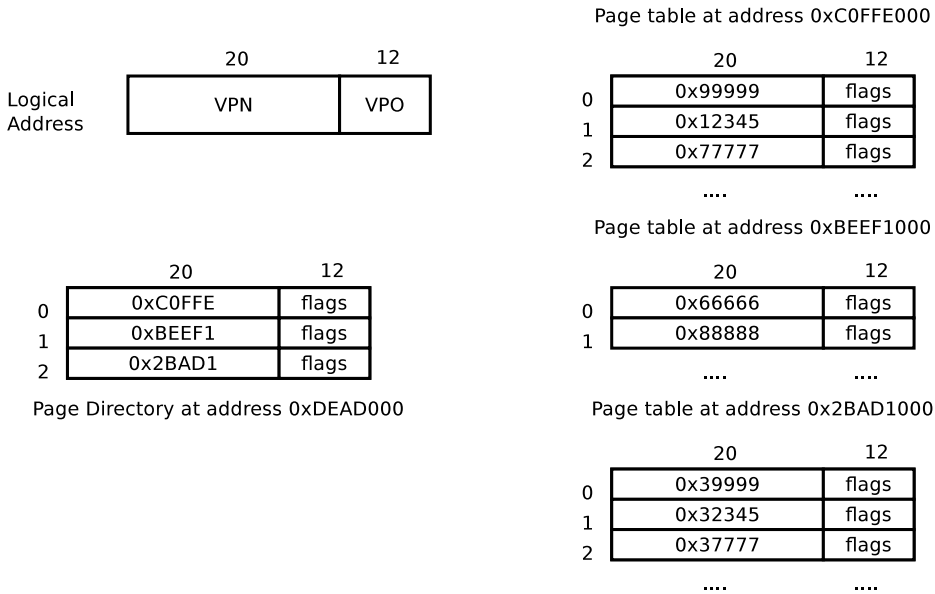 Page table at address 0xC0FFE000
20 12
Logical Address
VPN VPO
20 12
0 0x99999 flags
1 0x12345 flags
2 0x77777 flags
.... ....
Page table at address 0xBEEF1000
20 12
0 0x66666 flags
1 0x88888 flags
.... ....
20 12
0 0xC0FFE flags
1 0xBEEF1 flags
2 0x2BAD1 flags
Page Directory at address 0xDEAD000
Page table at address 0x2BAD1000
20 12
0 0x39999 flags
1 0x32345 flags
2 0x37777 flags
.... ....